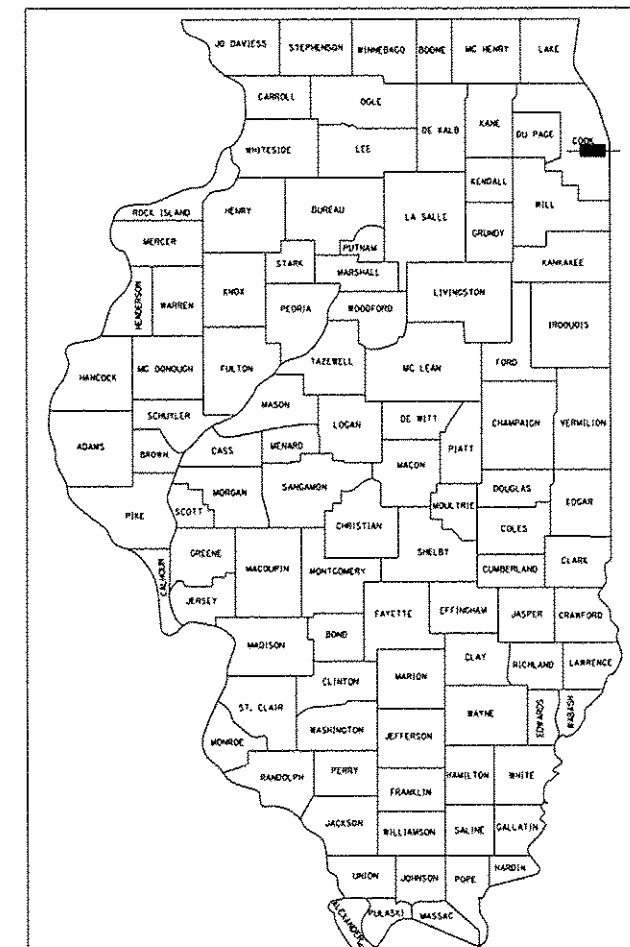 JO DAVIESS STEPHENSON WINNEBAGO BOONE MC HENRY LAKE
CARROLL OGLE DE KALB KANE DU PAGE COOK
WHITESIDE LEE
KENDALL
ROCK ISLAND HENRY BUREAU LA SALLE WILL
MERCER PUTNAM GRUNDY
STARK MARSHALL KANKAKEE
HENDERSON WARREN KNOX PEORIA WOODFORD LIVINGSTON IROQUOIS
HANCOCK MC DONOUGH FULTON TAZEWELL MC LEAN FORD
MASON
SCHUYLER LOGAN DE WITT CHAMPAIGN VERMILION
ADAMS BROWN CASS MENARD MACON PIATT
PIKE SCOTT MORGAN SANGAMON CHRISTIAN MOULTRIE DOUGLAS EDGAR
COLES
CALHOUN GREENE MACOUPIN MONTGOMERY SHELBY CUMBERLAND CLARK
JERSEY FAYETTE EFFINGHAM JASPER CRAWFORD
MADISON BOND
CLAY RICHLAND LAWRENCE
CLINTON MARION
ST. CLAIR WAYNE EDWARDS WABASH
MONROE WASHINGTON JEFFERSON
RANDOLPH PERRY HAMILTON WHITE
FRANKLIN
JACKSON WILLIAMSON SALINE GALLATIN
UNION JOHNSON POPE HARDIN
ALEXANDER PULASKI MASSAC